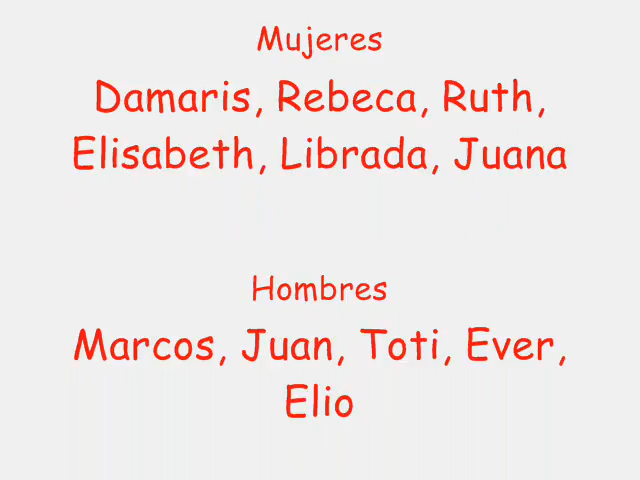 Mujeres
Damaris, Rebeca, Ruth,
Elisabeth, Librada, Juana
Hombres
Marcos, Juan, Toti, Ever,
Elio